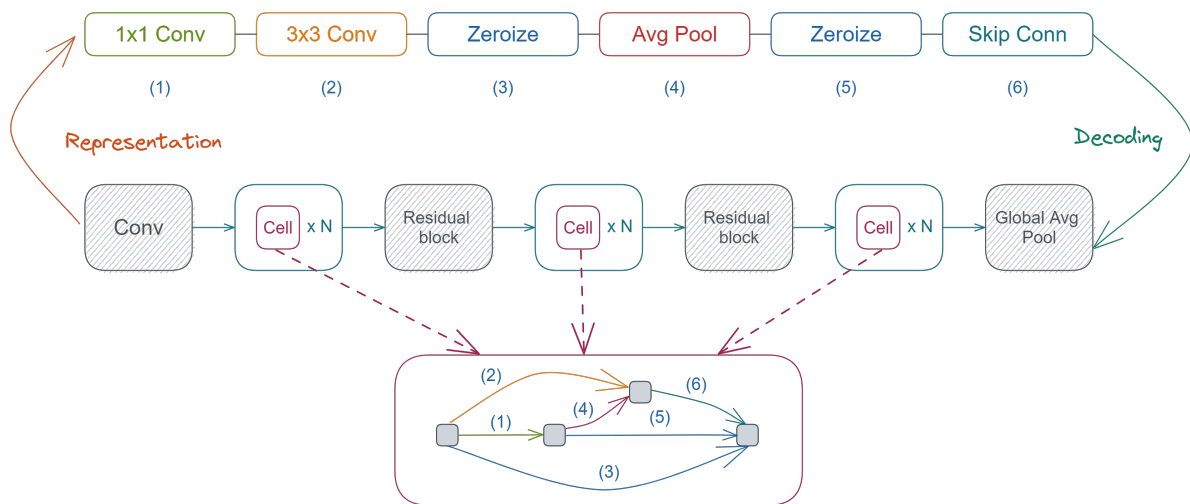 1x1 Conv
3x3 Conv
Zeroize
Avg Pool
Zeroize
Skip Conn
(1)
(2)
(3)
(4)
(5)
(6)
Representation
Decoding
Conv
Cell
x N
Residual
block
Cell
x N
Residual
block
Cell
x N
Global Avg
Pool
(2)
(6)
(4)
(5)
(1)
(3)